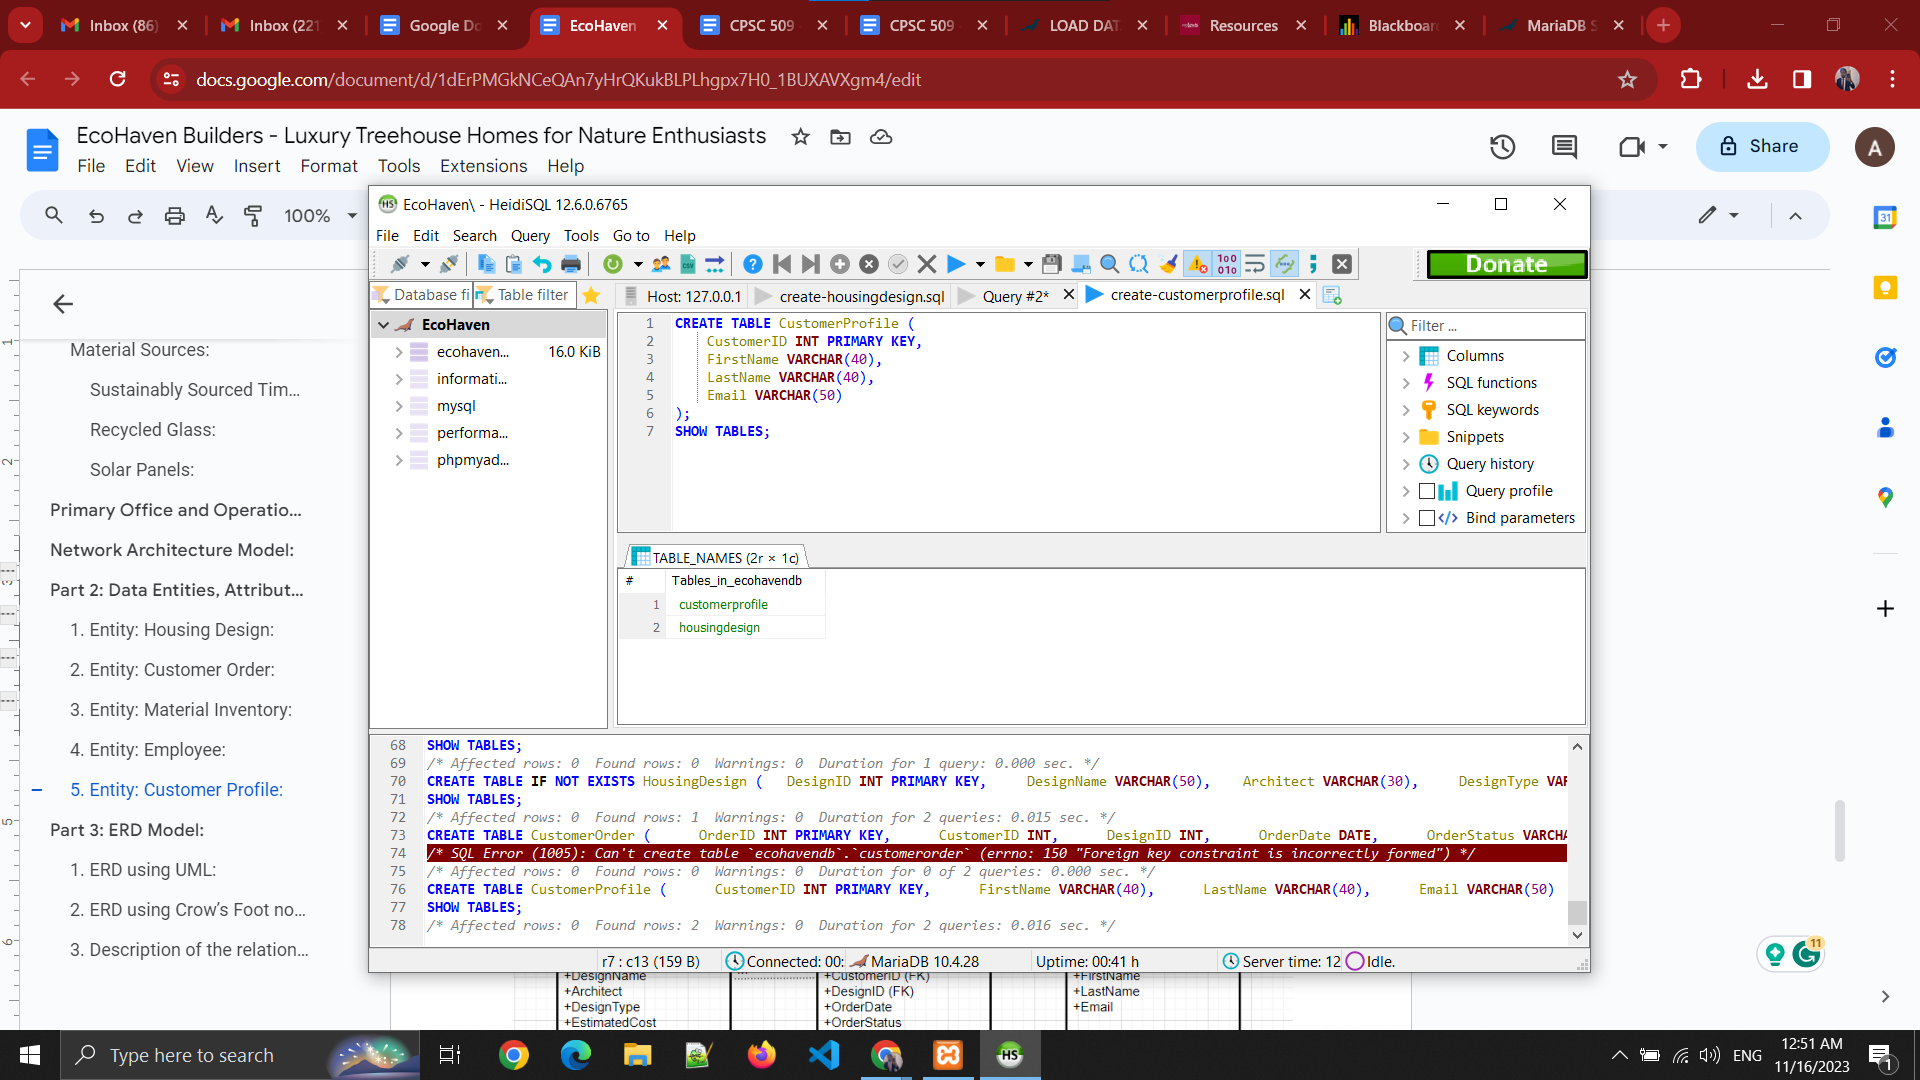 Inbox (86)
Inbox (221
Google Do
EcoHaven
CPSC 509
CPSC 509
LOAD DAT
Resources
Blackboar
MariaDB S
docs.google.com/document/d/1dErPMGkNCeQAn7yHrQKukBLPLhgpx7H0_1BUXAVXgm4/edit
EcoHaven Builders - Luxury Treehouse Homes for Nature Enthusiasts
File Edit View Insert Format Tools Extensions Help
Share
A
100%
Material Sources:
Sustainably Sourced Tim...
Recycled Glass:
Solar Panels:
Primary Office and Operatio...
Network Architecture Model:
Part 2: Data Entities, Attribut...
1. Entity: Housing Design:
2. Entity: Customer Order:
3. Entity: Material Inventory:
4. Entity: Employee:
5. Entity: Customer Profile:
Part 3: ERD Model:
1. ERD using UML:
2. ERD using Crow's Foot no...
3. Description of the relation...
EcoHaven\ - HeidiSQL 12.6.0.6765
File Edit Search Query Tools Go to Help
Donate
Database fi
Table filter
Host: 127.0.0.1
create-housingdesign.sql
Query #2*
create-customerprofile.sql
EcoHaven
ecohaven... 16.0 KiB
informati...
mysql
performa...
phpmyad...
1 CREATE TABLE CustomerProfile (
2 CustomerID INT PRIMARY KEY,
3 FirstName VARCHAR(40),
4 LastName VARCHAR(40),
5 Email VARCHAR(50)
6 );
7 SHOW TABLES;
Filter ...
Columns
SQL functions
SQL keywords
Snippets
Query history
Query profile
Bind parameters
TABLE_NAMES (2r × 1c)
# Tables_in_ecohavendb
1 customerprofile
2 housingdesign
68 SHOW TABLES;
69 /* Affected rows: 0 Found rows: 0 Warnings: 0 Duration for 1 query: 0.000 sec. */
70 CREATE TABLE IF NOT EXISTS HousingDesign ( DesignID INT PRIMARY KEY, DesignName VARCHAR(50), Architect VARCHAR(30), DesignType VAR
71 SHOW TABLES;
72 /* Affected rows: 0 Found rows: 1 Warnings: 0 Duration for 2 queries: 0.015 sec. */
73 CREATE TABLE CustomerOrder ( OrderID INT PRIMARY KEY, CustomerID INT, DesignID INT, OrderDate DATE, OrderStatus VARCHA
74 /* SQL Error (1005): Can't create table `ecohavendb`.`customerorder` (errno: 150 "Foreign key constraint is incorrectly formed") */
75 /* Affected rows: 0 Found rows: 0 Warnings: 0 Duration for 0 of 2 queries: 0.000 sec. */
76 CREATE TABLE CustomerProfile ( CustomerID INT PRIMARY KEY, FirstName VARCHAR(40), LastName VARCHAR(40), Email VARCHAR(50)
77 SHOW TABLES;
78 /* Affected rows: 0 Found rows: 2 Warnings: 0 Duration for 2 queries: 0.016 sec. */
r7 : c13 (159 B)
Connected: 00:
MariaDB 10.4.28
Uptime: 00:41 h
Server time: 12
Idle.
+DesignName
+Architect
+DesignType
+EstimatedCost
+CustomerID (FK)
+DesignID (FK)
+OrderDate
+OrderStatus
+FirstName
+LastName
+Email
11
Type here to search
ENG
12:51 AM
11/16/2023
1